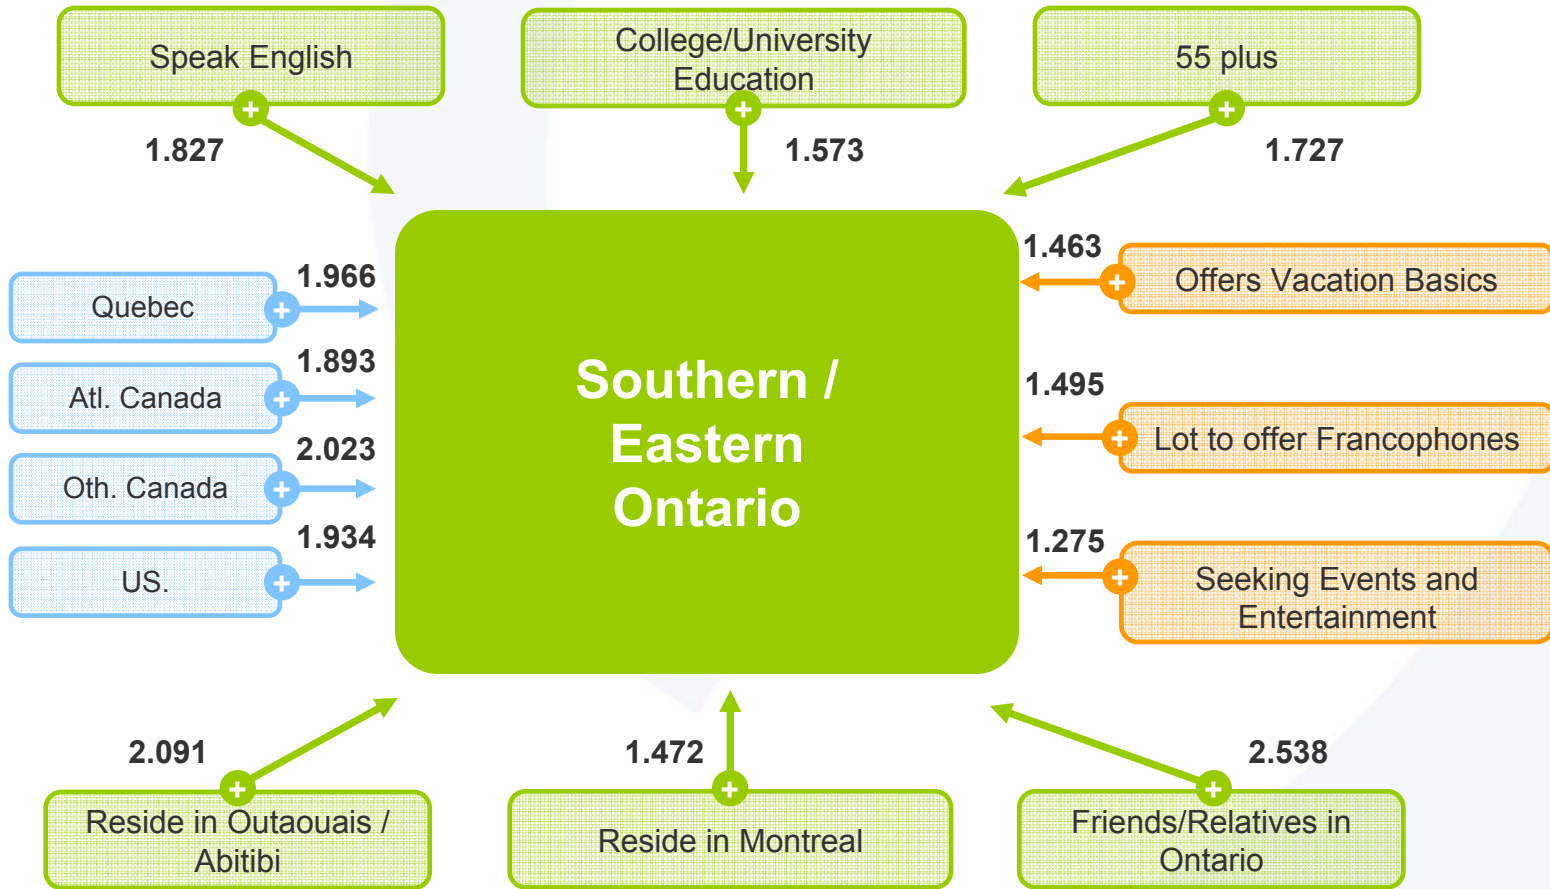 Speak English
College/University
Education
55 plus
1.827
1.573
1.727
Quebec
1.966
Atl. Canada
1.893
Oth. Canada
2.023
US.
1.934
Southern /
Eastern
Ontario
1.463
Offers Vacation Basics
1.495
Lot to offer Francophones
1.275
Seeking Events and
Entertainment
2.091
1.472
2.538
Reside in Outaouais /
Abitibi
Reside in Montreal
Friends/Relatives in
Ontario